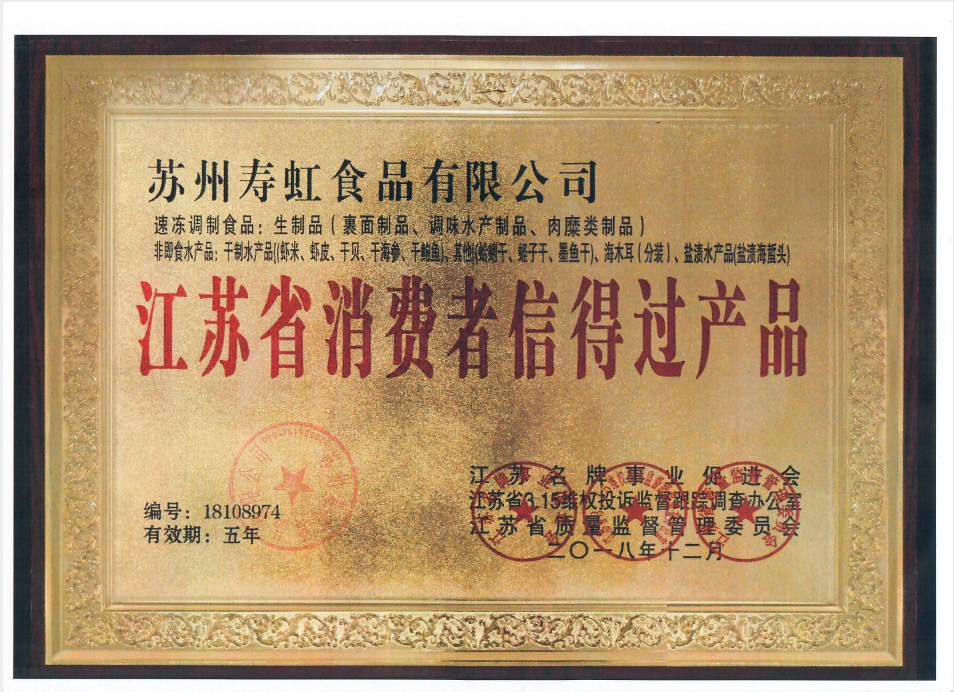 苏州寿虹食品有限公司
速冻调制食品：生制品（裹面制品、调味水产制品、肉糜类制品）
非即食水产品：干制水产品[(虾米、虾皮、干贝、干海参、干鲍鱼)、其他(蛤蜊干、蛏子干、墨鱼干)、海木耳（分装）、盐渍水产品(盐渍海蜇头)
江苏省消费者信得过产品
编号：18108974
有效期：五年
江苏名牌事业促进会
江苏省3.15维权投诉监督跟踪调查办公室
江苏省质量监督管理委员会
二〇一八年十二月